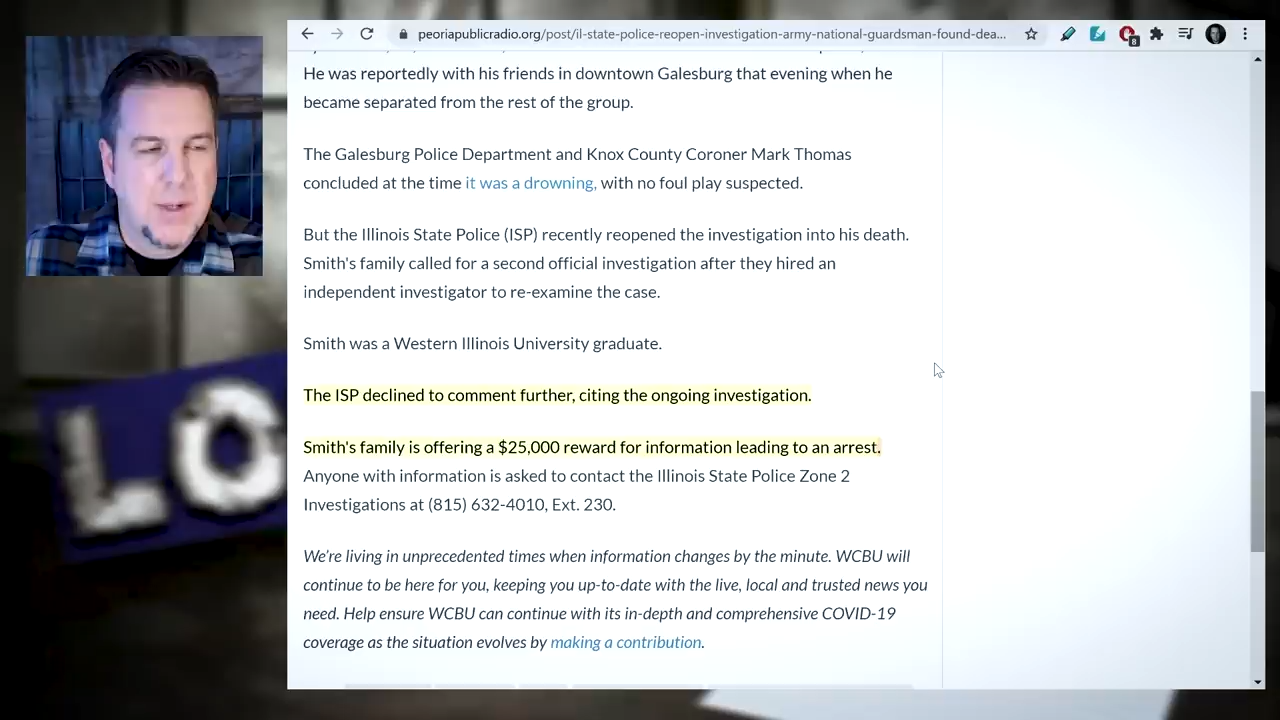 peoriapublicradio.org/post/il-state-police-reopen-investigation-army-national-guardsman-found-dea...
8
He was reportedly with his friends in downtown Galesburg that evening when he
became separated from the rest of the group.
The Galesburg Police Department and Knox County Coroner Mark Thomas
concluded at the time it was a drowning, with no foul play suspected.
But the Illinois State Police (ISP) recently reopened the investigation into his death.
Smith's family called for a second official investigation after they hired an
independent investigator to re-examine the case.
Smith was a Western Illinois University graduate.
The ISP declined to comment further, citing the ongoing investigation.
Smith's family is offering a $25,000 reward for information leading to an arrest.
Anyone with information is asked to contact the Illinois State Police Zone 2
Investigations at (815) 632-4010, Ext. 230.
We're living in unprecedented times when information changes by the minute. WCBU will
continue to be here for you, keeping you up-to-date with the live, local and trusted news you
need. Help ensure WCBU can continue with its in-depth and comprehensive COVID-19
coverage as the situation evolves by making a contribution.
LO